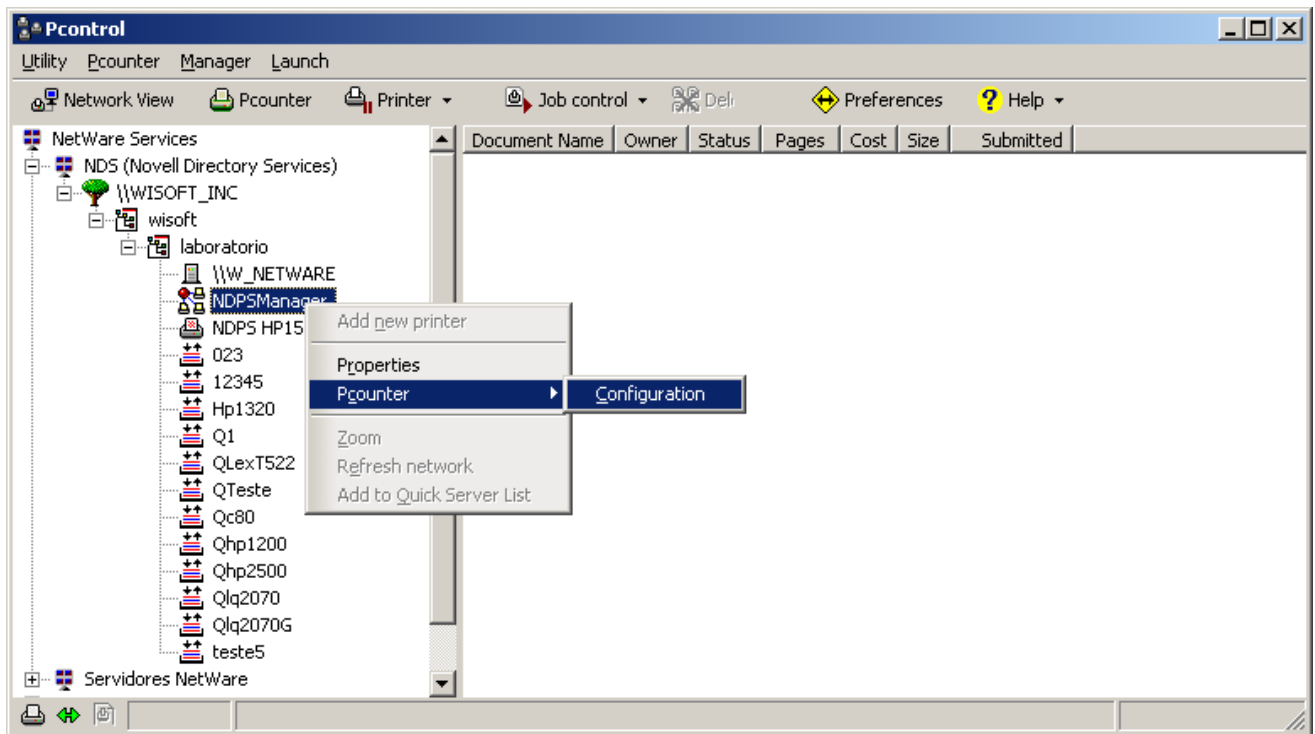 Pcontrol
Utility Pcounter Manager Launch
Network View Pcounter Printer Job control Dele Preferences ? Help
NetWare Services
Document Name Owner Status Pages Cost Size Submitted
NDS (Novell Directory Services)
\\WISOFT_INC
wisoft
laboratorio
\\W_NETWARE
NDPSManager
NDPS HP15
Add new printer
023
Properties
12345
Pcounter Configuration
Hp1320
Q1
Zoom
QLexT522
Refresh network
QTeste
Add to Quick Server List
Qc80
Qhp1200
Qhp2500
Qlq2070
Qlq2070G
teste5
Servidores NetWare